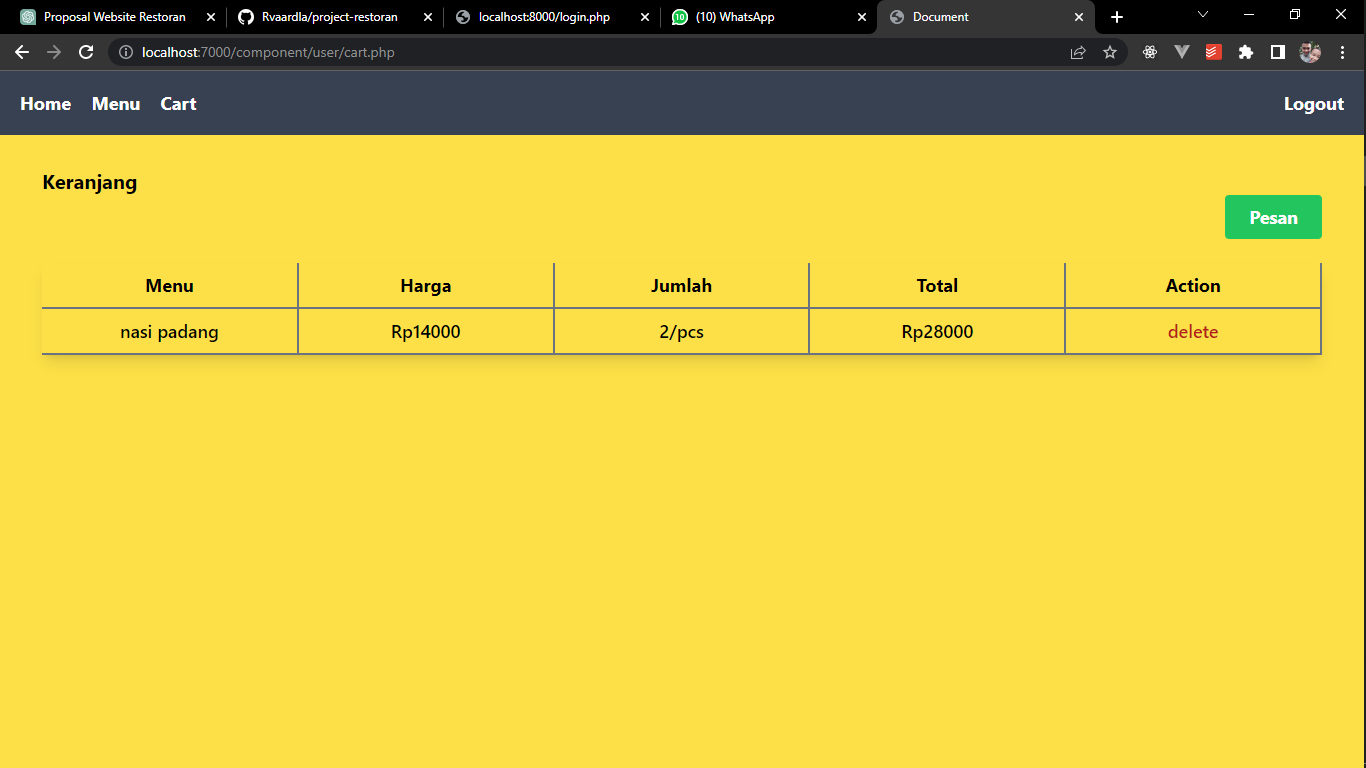 Proposal Website Restoran
Rvaardla/project-restoran
localhost:8000/login.php
10
(10) WhatsApp
Document
localhost:7000/component/user/cart.php
Home Menu Cart Logout
Keranjang
Pesan
Menu Harga Jumlah Total Action
nasi padang Rp14000 2/pcs Rp28000 delete